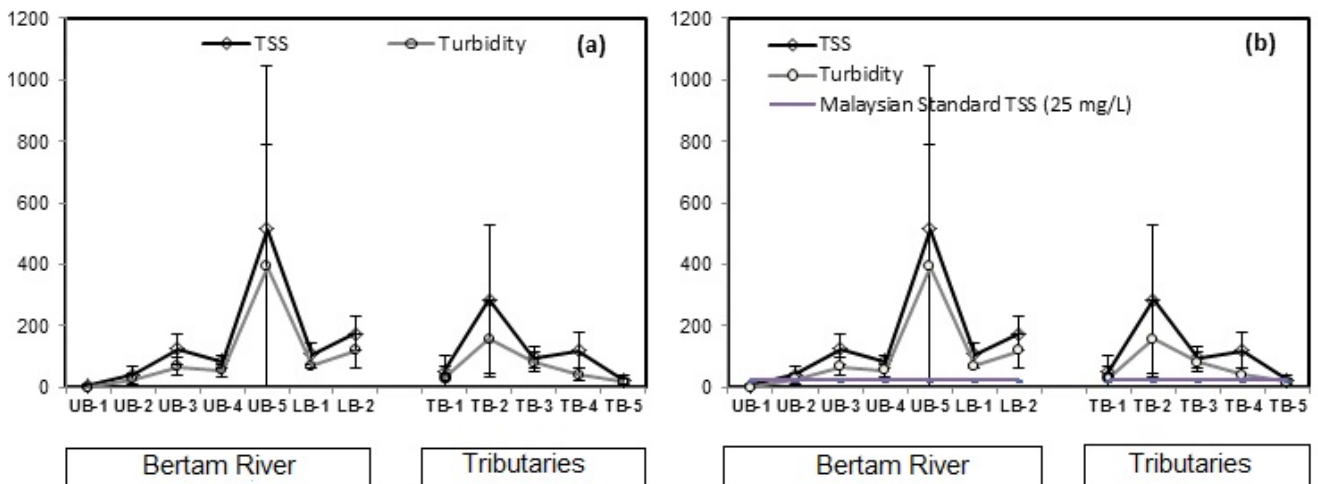 1200
1000
800
600
400
200
0
TSS
Turbidity
(a)
UB-1 UB-2 UB-3 UB-4 UB-5 LB-1 LB-2 TB-1 TB-2 TB-3 TB-4 TB-5
Bertam River
Tributaries
1200
1000
800
600
400
200
0
TSS
Turbidity
Malaysian Standard TSS (25 mg/L)
(b)
UB-1 UB-2 UB-3 UB-4 UB-5 LB-1 LB-2 TB-1 TB-2 TB-3 TB-4 TB-5
Bertam River
Tributaries